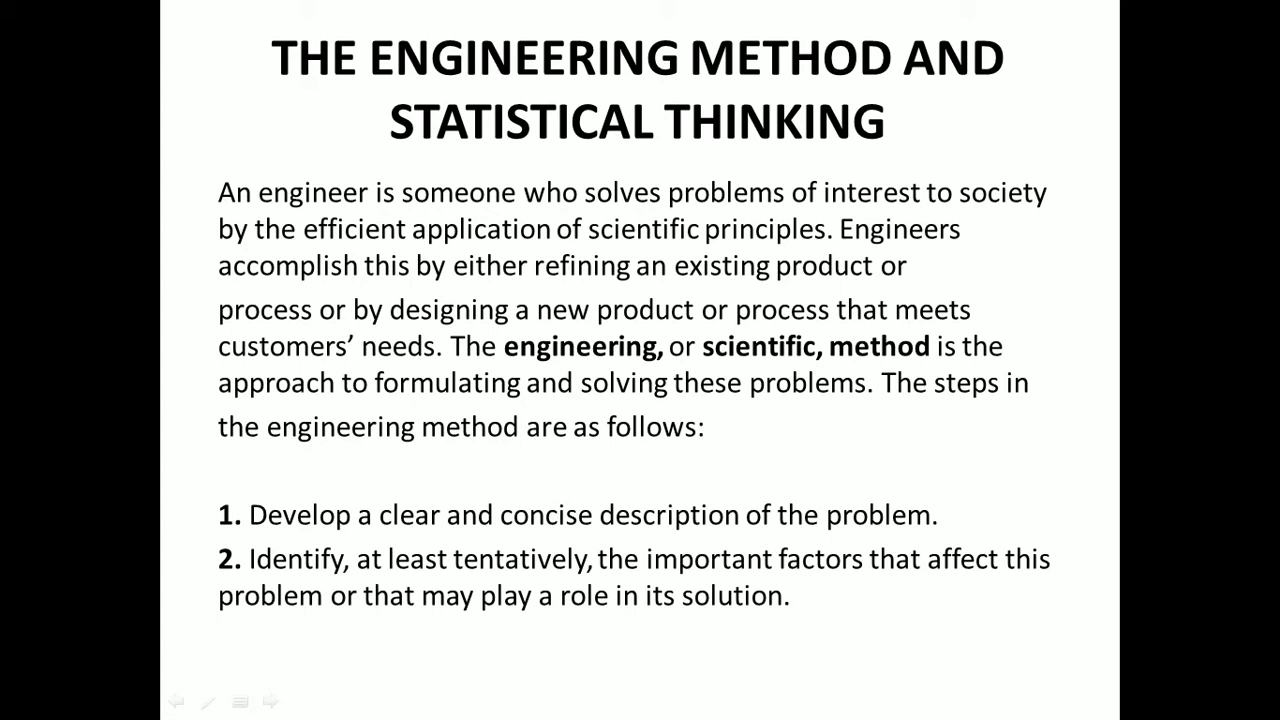 THE ENGINEERING METHOD AND
STATISTICAL THINKING
An engineer is someone who solves problems of interest to society
by the efficient application of scientific principles. Engineers
accomplish this by either refining an existing product or
process or by designing a new product or process that meets
customers’ needs. The engineering, or scientific, method is the
approach to formulating and solving these problems. The steps in
the engineering method are as follows:
1. Develop a clear and concise description of the problem.
2. Identify, at least tentatively, the important factors that affect this
problem or that may play a role in its solution.